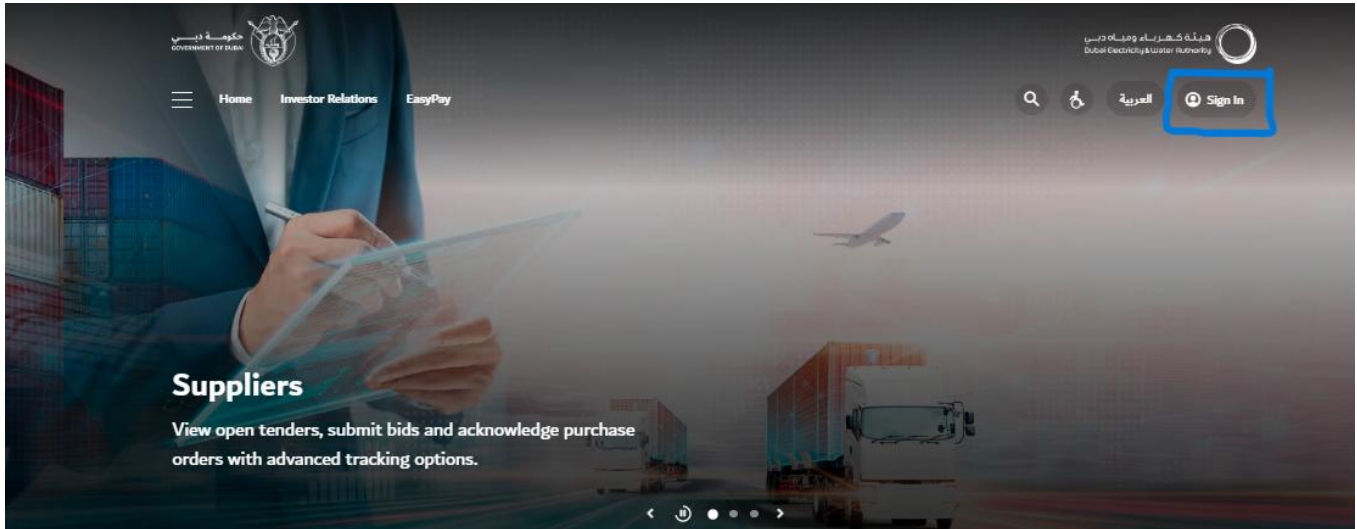 حكومة دبي
GOVERNMENT OF DUBAI
هيئة كهرباء ومياه دبي
Dubai Electricity & Water Authority
Home
Investor Relations
EasyPay
العربية
Sign In
Suppliers
View open tenders, submit bids and acknowledge purchase
orders with advanced tracking options.